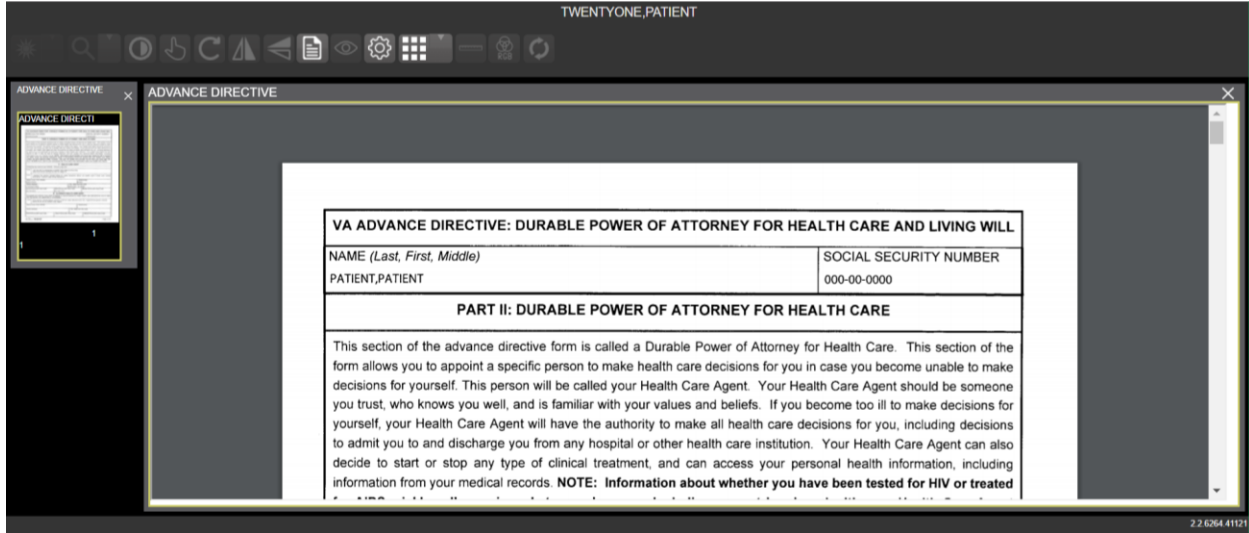 TWENTYONE,PATIENT
ADVANCE DIRECTIVE
ADVANCE DIRECTI
1
1
ADVANCE DIRECTIVE
VA ADVANCE DIRECTIVE: DURABLE POWER OF ATTORNEY FOR HEALTH CARE AND LIVING WILL
NAME (Last, First, Middle)
PATIENT,PATIENT
SOCIAL SECURITY NUMBER
000-00-0000
PART II: DURABLE POWER OF ATTORNEY FOR HEALTH CARE
This section of the advance directive form is called a Durable Power of Attorney for Health Care. This section of the
form allows you to appoint a specific person to make health care decisions for you in case you become unable to make
decisions for yourself. This person will be called your Health Care Agent. Your Health Care Agent should be someone
you trust, who knows you well, and is familiar with your values and beliefs. If you become too ill to make decisions for
yourself, your Health Care Agent will have the authority to make all health care decisions for you, including decisions
to admit you to and discharge you from any hospital or other health care institution. Your Health Care Agent can also
decide to start or stop any type of clinical treatment, and can access your personal health information, including
information from your medical records. NOTE: Information about whether you have been tested for HIV or treated
2.2.6264.41121